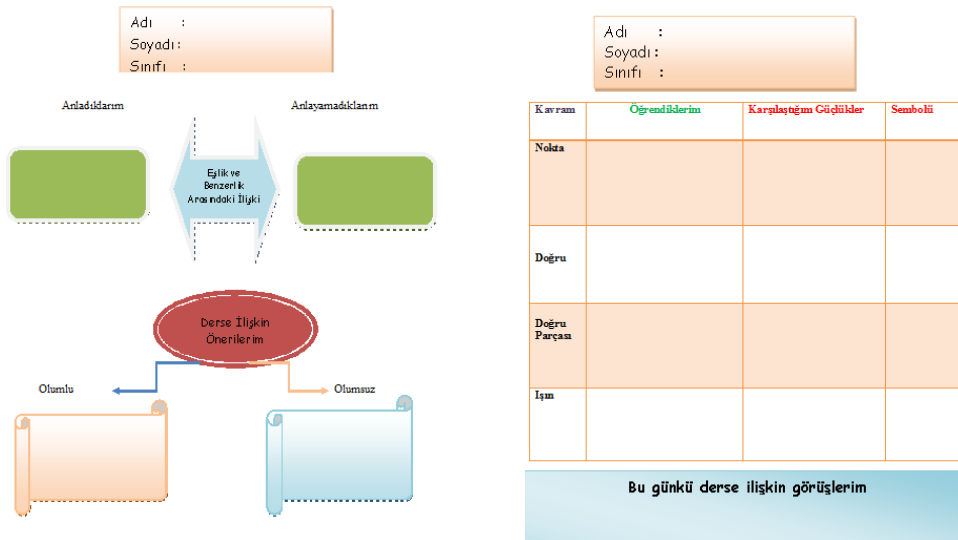 Adı :
Soyadı :
Sınıfı :
Anladıklarım
Anlayamadıklarım
Eşlik ve
Benzerlik
Arasındaki İlişki
Derse İlişkin
Önerilerim
Olumlu
Olumsuz
Adı :
Soyadı :
Sınıfı :
Kavram Öğrendiklerim Karşılaştığım Güçlükler Sembolü
Nokta
Doğru
Doğru
Parçası
Işın
Bu günkü derse ilişkin görüşlerim